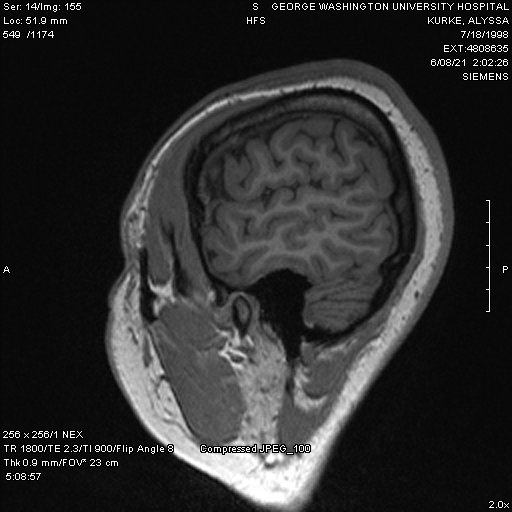 Ser: 14/Img: 155
Loc: 51.9 mm
549 /1174
S
HFS
GEORGE WASHINGTON UNIVERSITY HOSPITAL
KURKE, ALYSSA
7/18/1998
EXT:4808635
6/08/21 2:02:26
SIEMENS
A
P
256 x 256/1 NEX
TR 1800/TE 2.3/TI 900/Flip Angle 8
Thk 0.9 mm/FOV* 23 cm
5:08:57
Compressed JPEG_100
2.0x